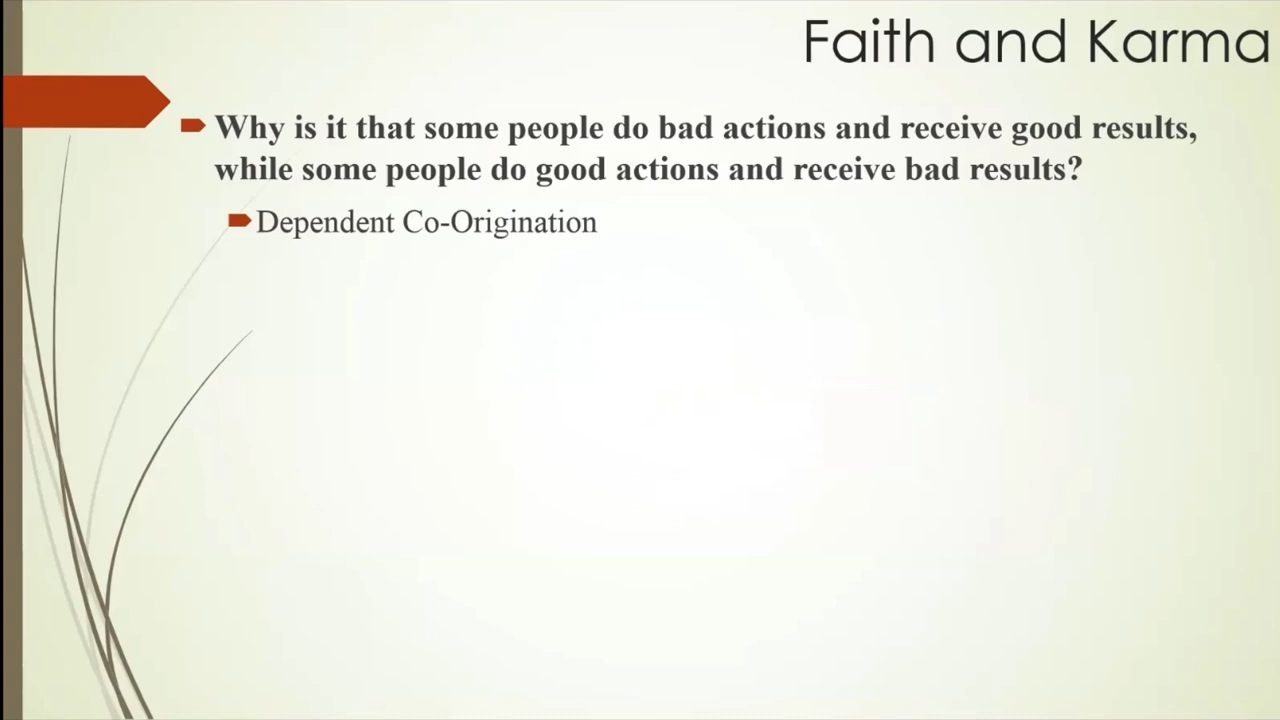 Faith and Karma
Why is it that some people do bad actions and receive good results,
while some people do good actions and receive bad results?
Dependent Co-Origination